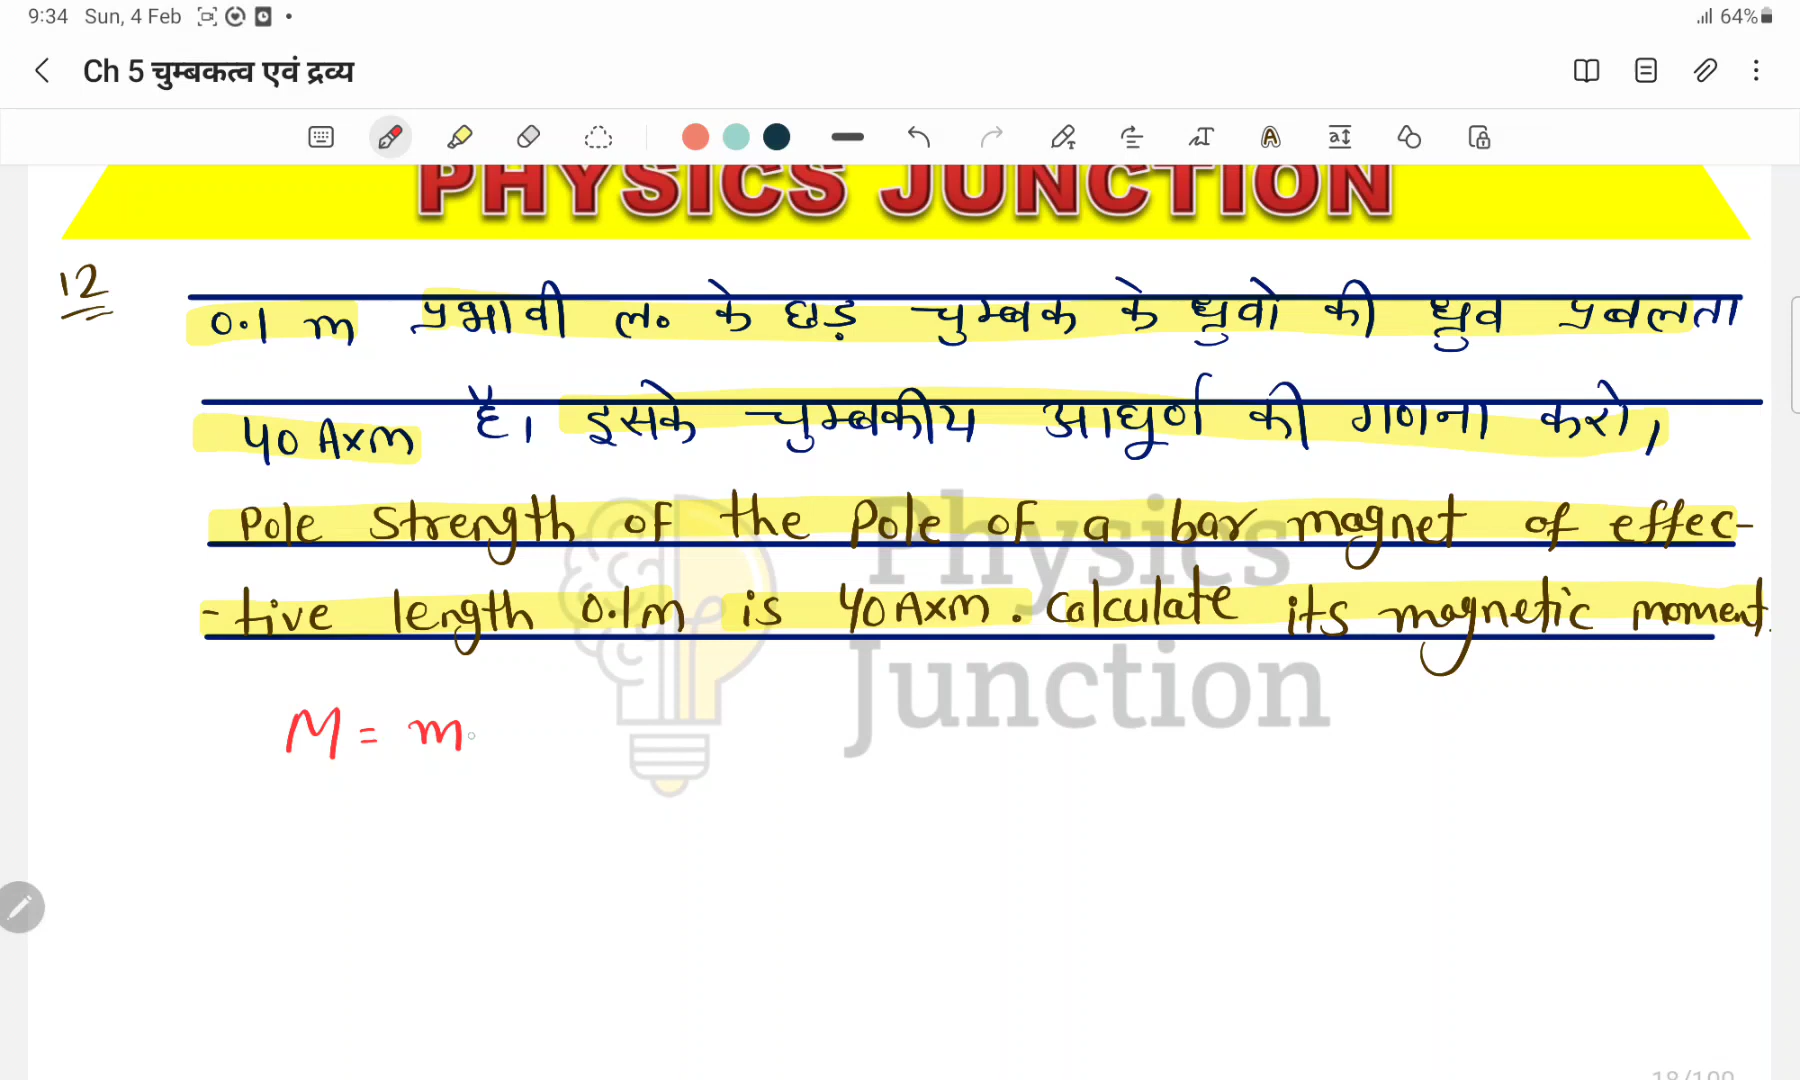 9:34 Sun, 4 Feb
64%
Ch 5 चुम्बकत्व एवं द्रव्य
PHYSICS JUNCTION
12
0.1 m प्रभावी ल० के छड़ चुम्बक के ध्रुवो की ध्रुव प्रबलता
40 A×m है। इसके चुम्बकीय आघूर्ण की गणना करो,
Pole strength of the Pole of a bar magnet of effec-
-tive length 0.1m is 40 A×m. Calculate its magnetic moment.
Physics
Junction
M = m
18/100